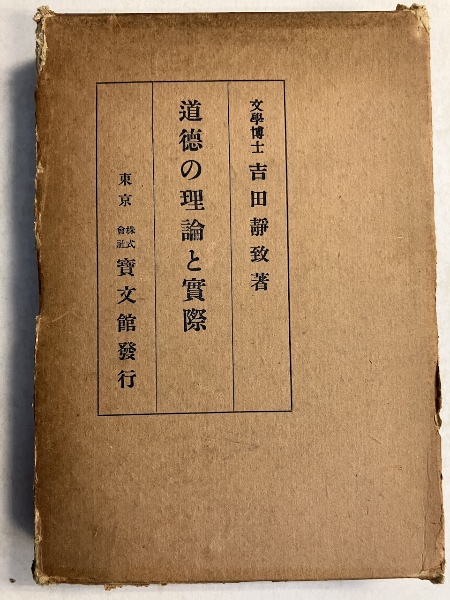 文學博士 吉田靜致著
道德の理論と實際
東京 株式會社 寶文館發行